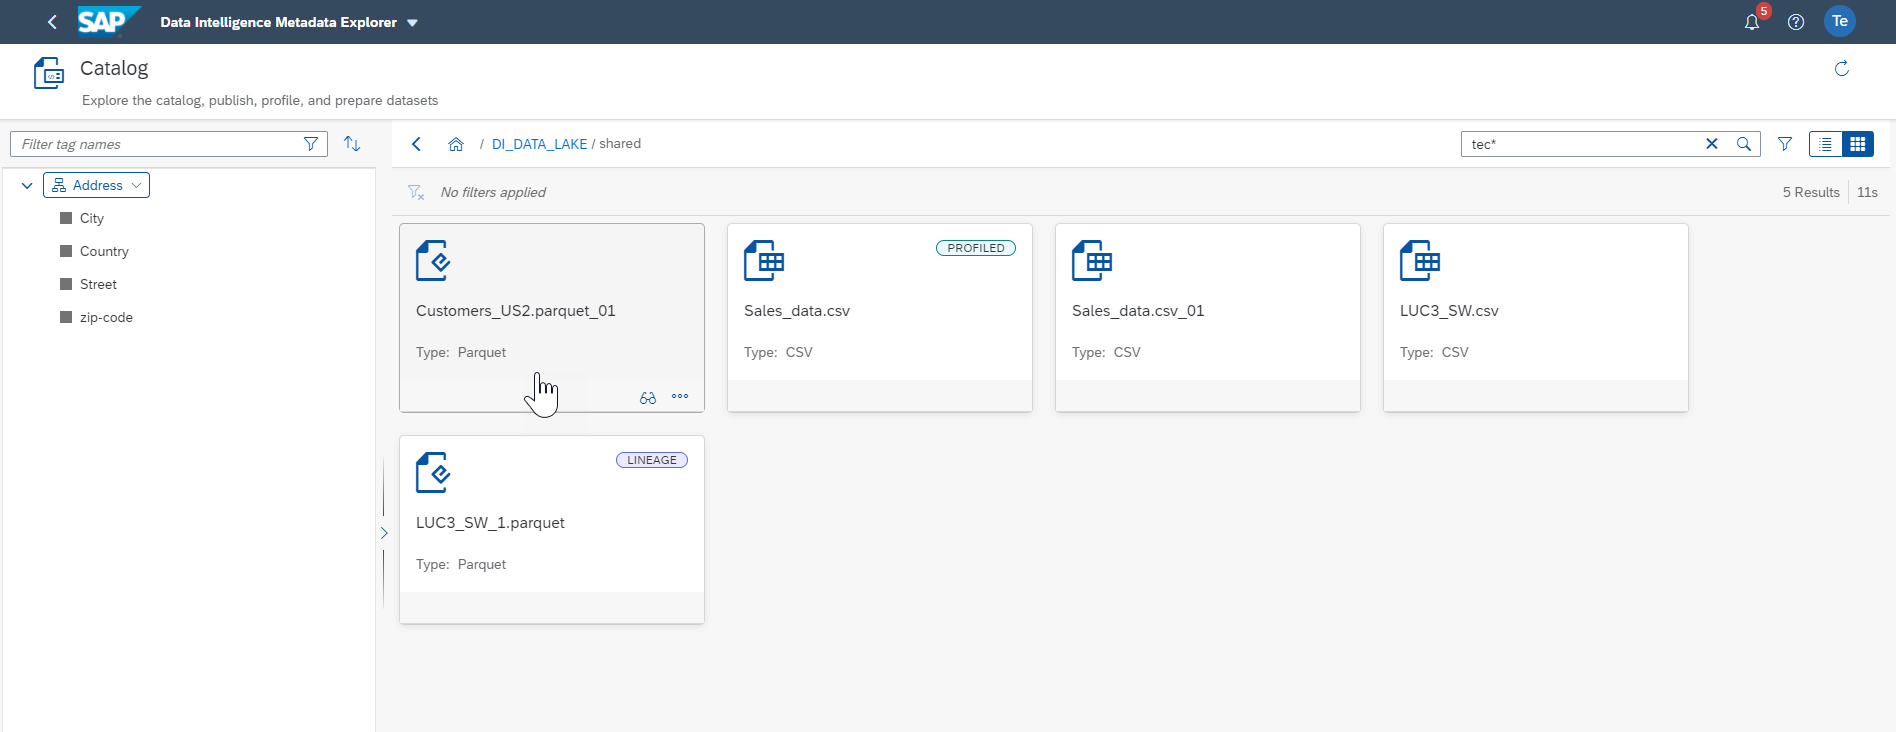 SAP Data Intelligence Metadata Explorer
5
Te
Catalog
Explore the catalog, publish, profile, and prepare datasets
Filter tag names
/ DI_DATA_LAKE / shared
tec*
Address
No filters applied
5 Results 11s
City
Country
Street
zip-code
Customers_US2.parquet_01
Type: Parquet
PROFILED
Sales_data.csv
Type: CSV
Sales_data.csv_01
Type: CSV
LUC3_SW.csv
Type: CSV
LINEAGE
LUC3_SW_1.parquet
Type: Parquet